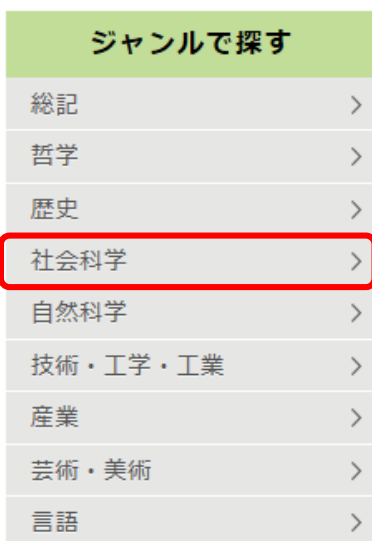 ジャンルで探す
総記
哲学
歴史
社会科学
自然科学
技術・工学・工業
産業
芸術・美術
言語